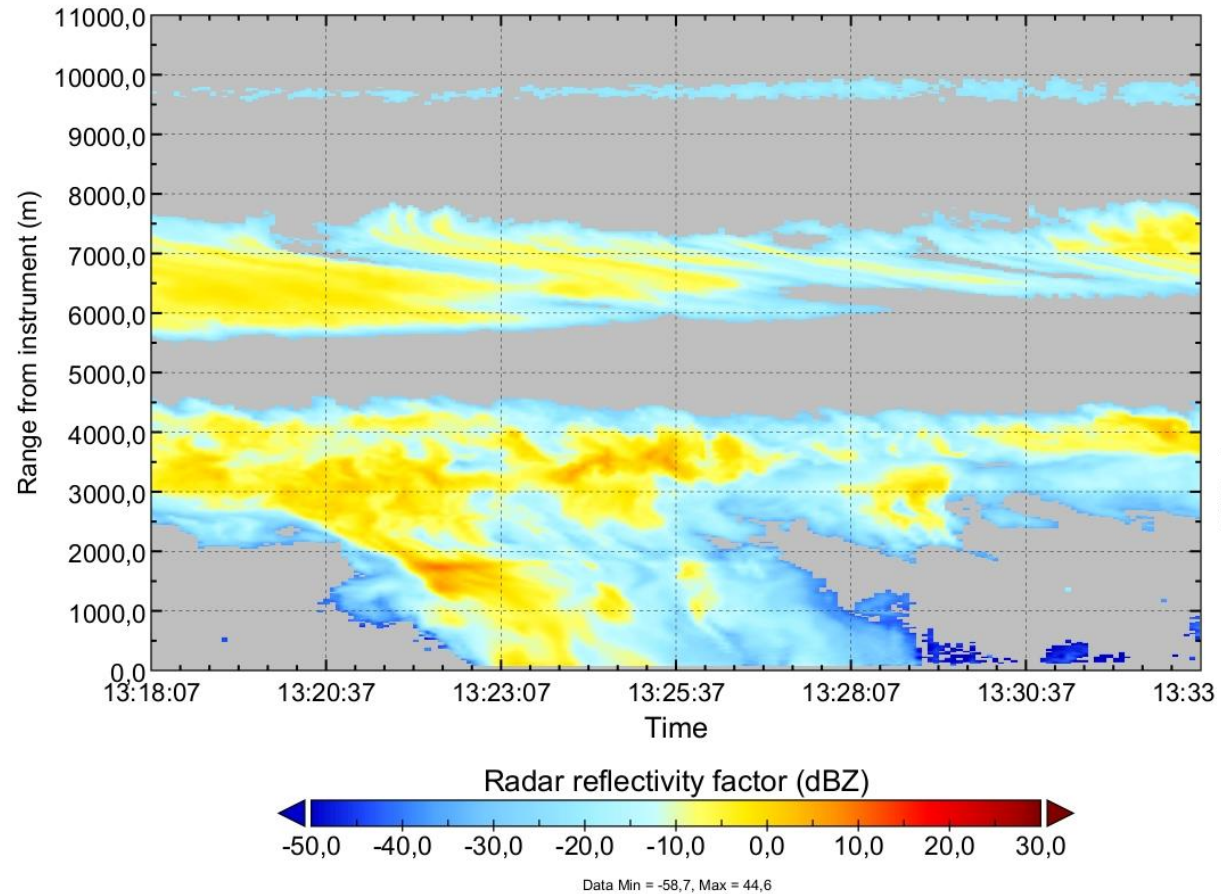 11000,0
10000,0
9000,0
8000,0
7000,0
6000,0
5000,0
4000,0
3000,0
2000,0
1000,0
0,0
Range from instrument (m)
13:18:07 13:20:37 13:23:07 13:25:37 13:28:07 13:30:37 13:33
Time
Radar reflectivity factor (dBZ)
-50,0 -40,0 -30,0 -20,0 -10,0 0,0 10,0 20,0 30,0
Data Min = -58,7, Max = 44,6